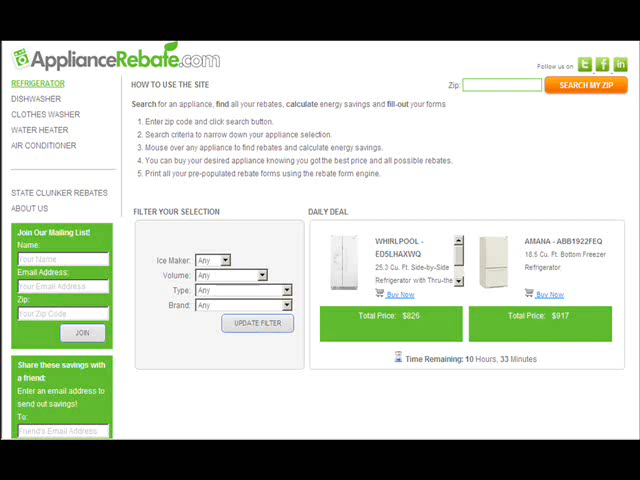 ApplianceRebate.com
Follow us on
REFRIGERATOR
DISHWASHER
CLOTHES WASHER
WATER HEATER
AIR CONDITIONER
STATE CLUNKER REBATES
ABOUT US
HOW TO USE THE SITE
Zip:
SEARCH MY ZIP
Search for an appliance, find all your rebates, calculate energy savings and fill-out your forms
1. Enter zip code and click search button.
2. Search criteria to narrow down your appliance selection.
3. Mouse over any appliance to find rebates and calculate energy savings.
4. You can buy your desired appliance knowing you got the best price and all possible rebates.
5. Print all your pre-populated rebate forms using the rebate form engine.
Join Our Mailing List!
Name:
Your Name
Email Address:
Your Email Address
Zip:
Your Zip Code
JOIN
Share these savings with
a friend:
Enter an email address to
send out savings!
To:
Friend's Email Address
FILTER YOUR SELECTION
Ice Maker: Any
Volume: Any
Type: Any
Brand: Any
UPDATE FILTER
DAILY DEAL
WHIRLPOOL -
ED5LHAXWQ
25.3 Cu. Ft. Side-by-Side
Refrigerator with Thru-the
Buy Now
Total Price: $826
AMANA - ABB1922FEQ
18.5 Cu. Ft. Bottom Freezer
Refrigerator
Buy Now
Total Price: $917
Time Remaining: 10 Hours, 33 Minutes